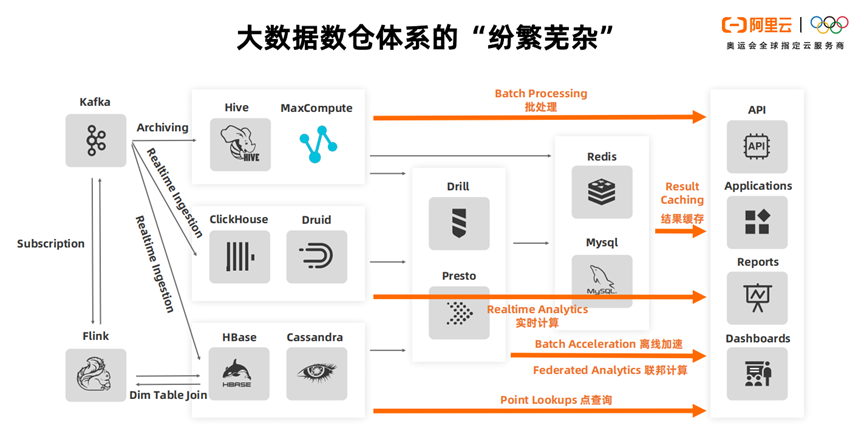 大数据数仓体系的“纷繁芜杂”
阿里云
奥运会全球指定云服务商
Kafka
Archiving
Hive
HIVE
MaxCompute
Batch Processing
批处理
API
API
Realtime Ingestion
Realtime Ingestion
Subscription
ClickHouse
Druid
Drill
Presto
Redis
Mysql
MySQL
Result
Caching
结果缓存
Applications
Reports
Realtime Analytics
实时计算
Flink
HBase
HBASE
Cassandra
Dim Table Join
Batch Acceleration 离线加速
Federated Analytics 联邦计算
Dashboards
Point Lookups 点查询